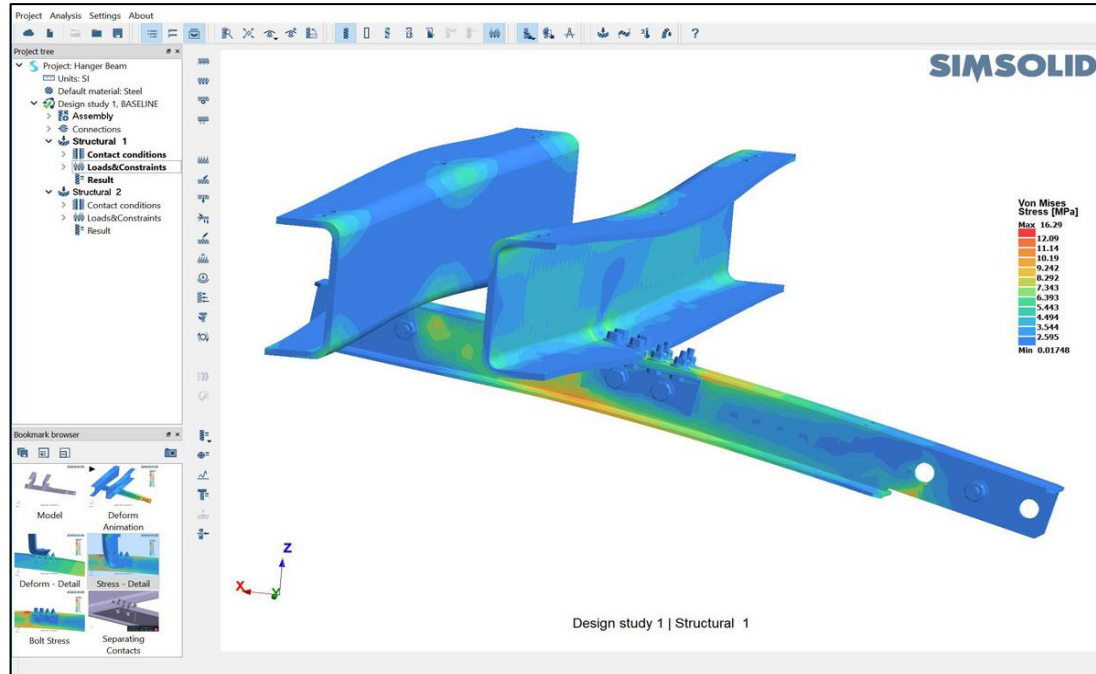 Project Analysis Settings About
Project tree
Project: Hanger Beam
Units: SI
Default material: Steel
Design study 1, BASELINE
Assembly
Connections
Structural 1
Contact conditions
Loads&Constraints
Result
Structural 2
Contact conditions
Loads&Constraints
Result
Bookmark browser
Model
Deform Animation
Deform - Detail
Stress - Detail
Bolt Stress
Separating Contacts
SIMSOLID
Von Mises
Stress [MPa]
Max 16.29
12.09
11.14
10.19
9.242
8.292
7.343
6.393
5.443
4.494
3.544
2.595
Min 0.01748
Z
X
Y
Design study 1 | Structural 1